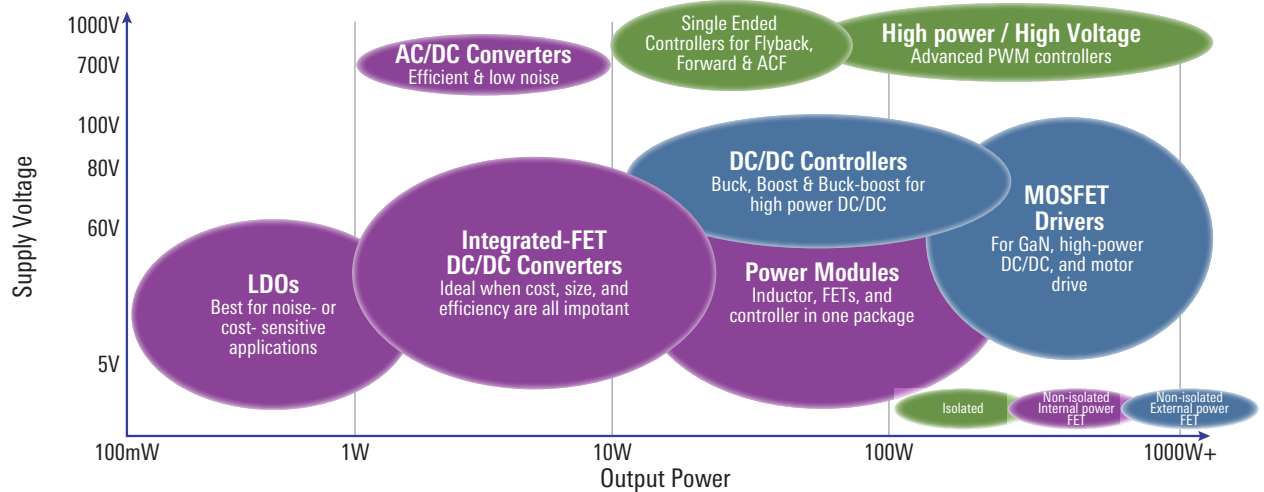 1000V
700V
100V
80V
60V
5V
Supply Voltage
AC/DC Converters
Efficient & low noise
Single Ended
Controllers for Flyback,
Forward & ACF
High power / High Voltage
Advanced PWM controllers
DC/DC Controllers
Buck, Boost & Buck-boost for
high power DC/DC
MOSFET
Drivers
For GaN, high-power
DC/DC, and motor
drive
Integrated-FET
DC/DC Converters
Ideal when cost, size, and
efficiency are all impotant
Power Modules
Inductor, FETs, and
controller in one package
LDOs
Best for noise- or
cost- sensitive
applications
Isolated
Non-isolated
Internal power
FET
Non-isolated
External power
FET
100mW
1W
10W
100W
1000W+
Output Power